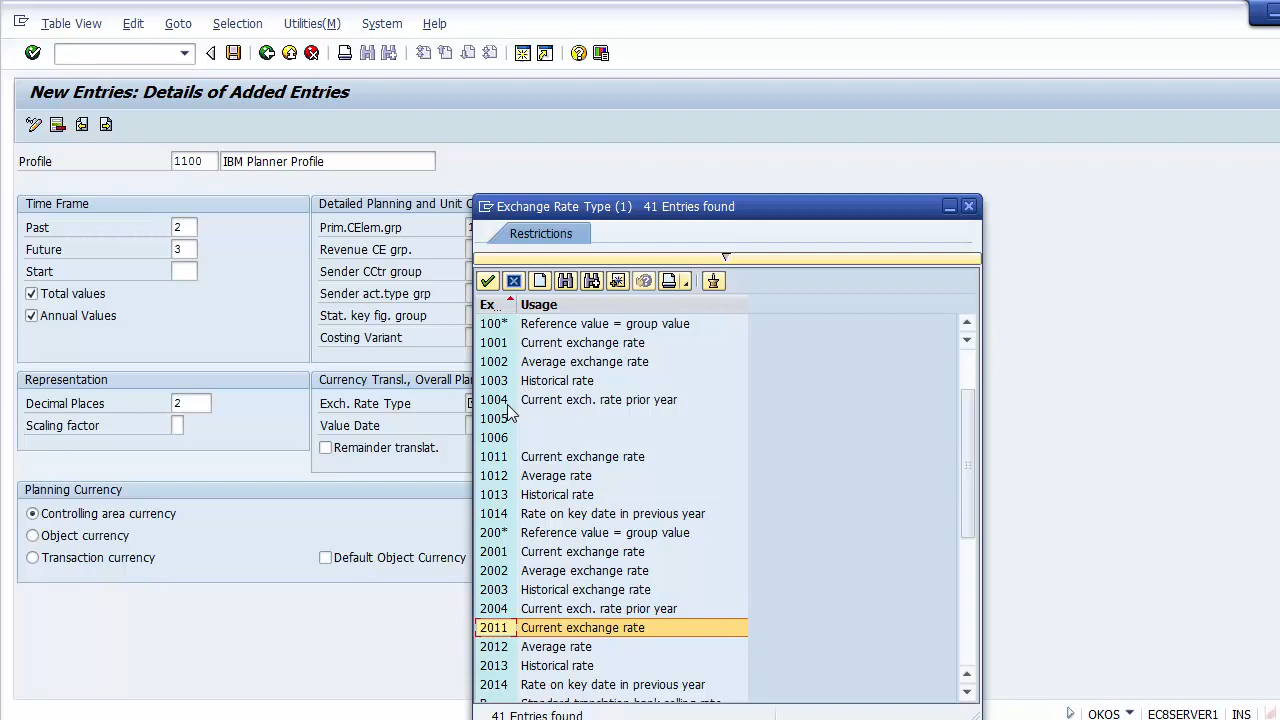 Table View Edit Goto Selection Utilities(M) System Help
New Entries: Details of Added Entries
Profile 1100 IBM Planner Profile
Time Frame
Past 2
Future 3
Start
Total values
Annual Values
Detailed Planning and Unit C
Prim.CElem.grp 1
Revenue CE grp.
Sender CCtr group
Sender act.type grp
Stat. key fig. group
Costing Variant
Representation
Decimal Places 2
Scaling factor
Currency Transl., Overall Pla
Exch. Rate Type
Value Date
Remainder translat.
Planning Currency
Controlling area currency
Object currency
Transaction currency
Default Object Currency
Exchange Rate Type (1) 41 Entries found
Restrictions
Ex.. Usage
100* Reference value = group value
1001 Current exchange rate
1002 Average exchange rate
1003 Historical rate
1004 Current exch. rate prior year
1005
1006
1011 Current exchange rate
1012 Average rate
1013 Historical rate
1014 Rate on key date in previous year
200* Reference value = group value
2001 Current exchange rate
2002 Average exchange rate
2003 Historical exchange rate
2004 Current exch. rate prior year
2011 Current exchange rate
2012 Average rate
2013 Historical rate
2014 Rate on key date in previous year
41 Entries found
OKOS EC8SERVER1 INS